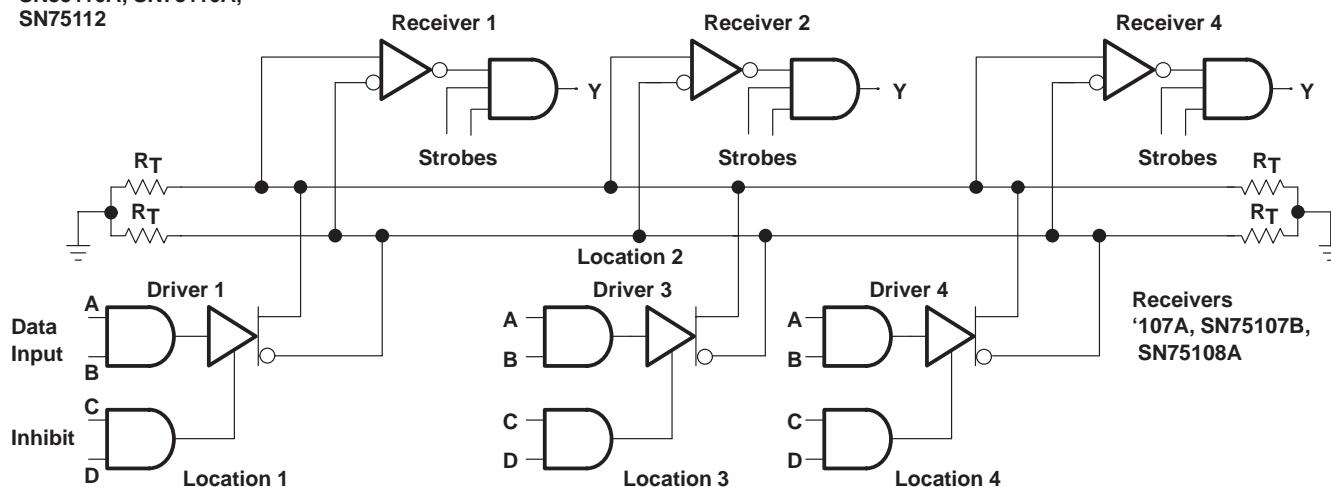 SN75112
Receiver 1
Receiver 2
Receiver 4
Y
Y
Y
Strobes
Strobes
Strobes
RT
RT
RT
RT
Location 2
Driver 1
Driver 3
Driver 4
Data
Input
A
B
A
B
A
B
Receivers
‘107A, SN75107B,
SN75108A
Inhibit
C
D
C
D
C
D
Location 1
Location 3
Location 4